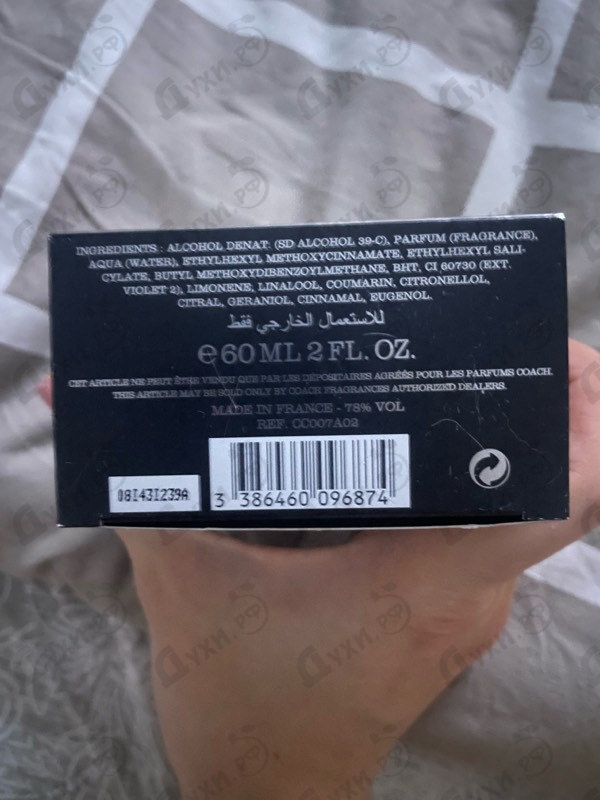 INGREDIENTS : ALCOHOL DENAT. (SD ALCOHOL 39-C), PARFUM (FRAGRANCE),
AQUA (WATER), ETHYLHEXYL METHOXYCINNAMATE, ETHYLHEXYL SALI-
CYLATE, BUTYL METHOXYDIBENZOYLMETHANE, BHT, CI 60730 (EXT.
VIOLET 2), LIMONENE, LINALOOL, COUMARIN, CITRONELLOL,
CITRAL, GERANIOL, CINNAMAL, EUGENOL.
للاستعمال الخارجي فقط
℮60 ML 2 FL. OZ.
CET ARTICLE NE PEUT ÊTRE VENDU QUE PAR LES DÉPOSITAIRES AGRÉÉS POUR LES PARFUMS COACH.
THIS ARTICLE MAY BE SOLD ONLY BY COACH FRAGRANCES AUTHORIZED DEALERS.
MADE IN FRANCE - 78% VOL
REF. CC007A02
08I43I239A
3 386460 096874
Духи.рф